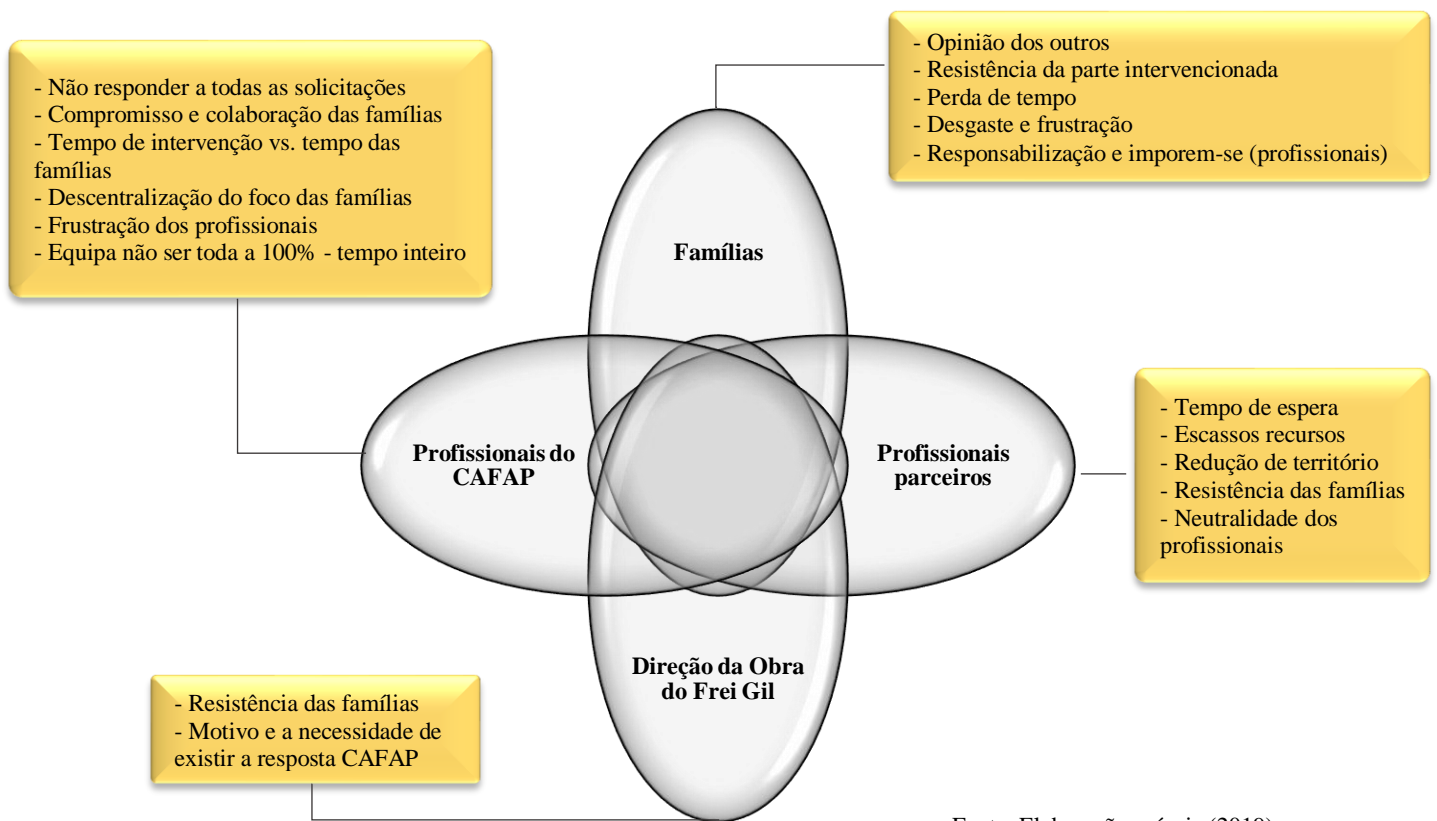 - Não responder a todas as solicitações
- Compromisso e colaboração das famílias
- Tempo de intervenção vs. tempo das
famílias
- Descentralização do foco das famílias
- Frustração dos profissionais
- Equipa não ser toda a 100% - tempo inteiro
- Opinião dos outros
- Resistência da parte intervencionada
- Perda de tempo
- Desgaste e frustração
- Responsabilização e imporem-se (profissionais)
Famílias
Profissionais do
CAFAP
Profissionais
parceiros
- Tempo de espera
- Escassos recursos
- Redução de território
- Resistência das famílias
- Neutralidade dos
profissionais
Direção da Obra
do Frei Gil
- Resistência das famílias
- Motivo e a necessidade de
existir a resposta CAFAP